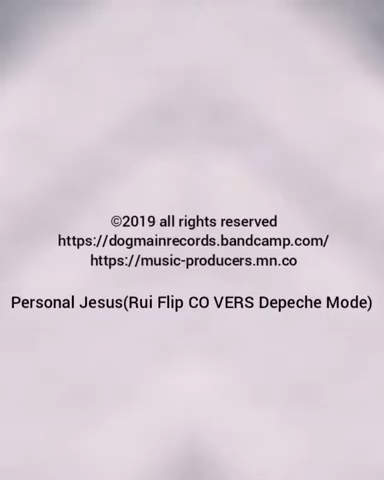 ©2019 all rights reserved
https://dogmainrecords.bandcamp.com/
https://music-producers.mn.co
Personal Jesus(Rui Flip CO VERS Depeche Mode)